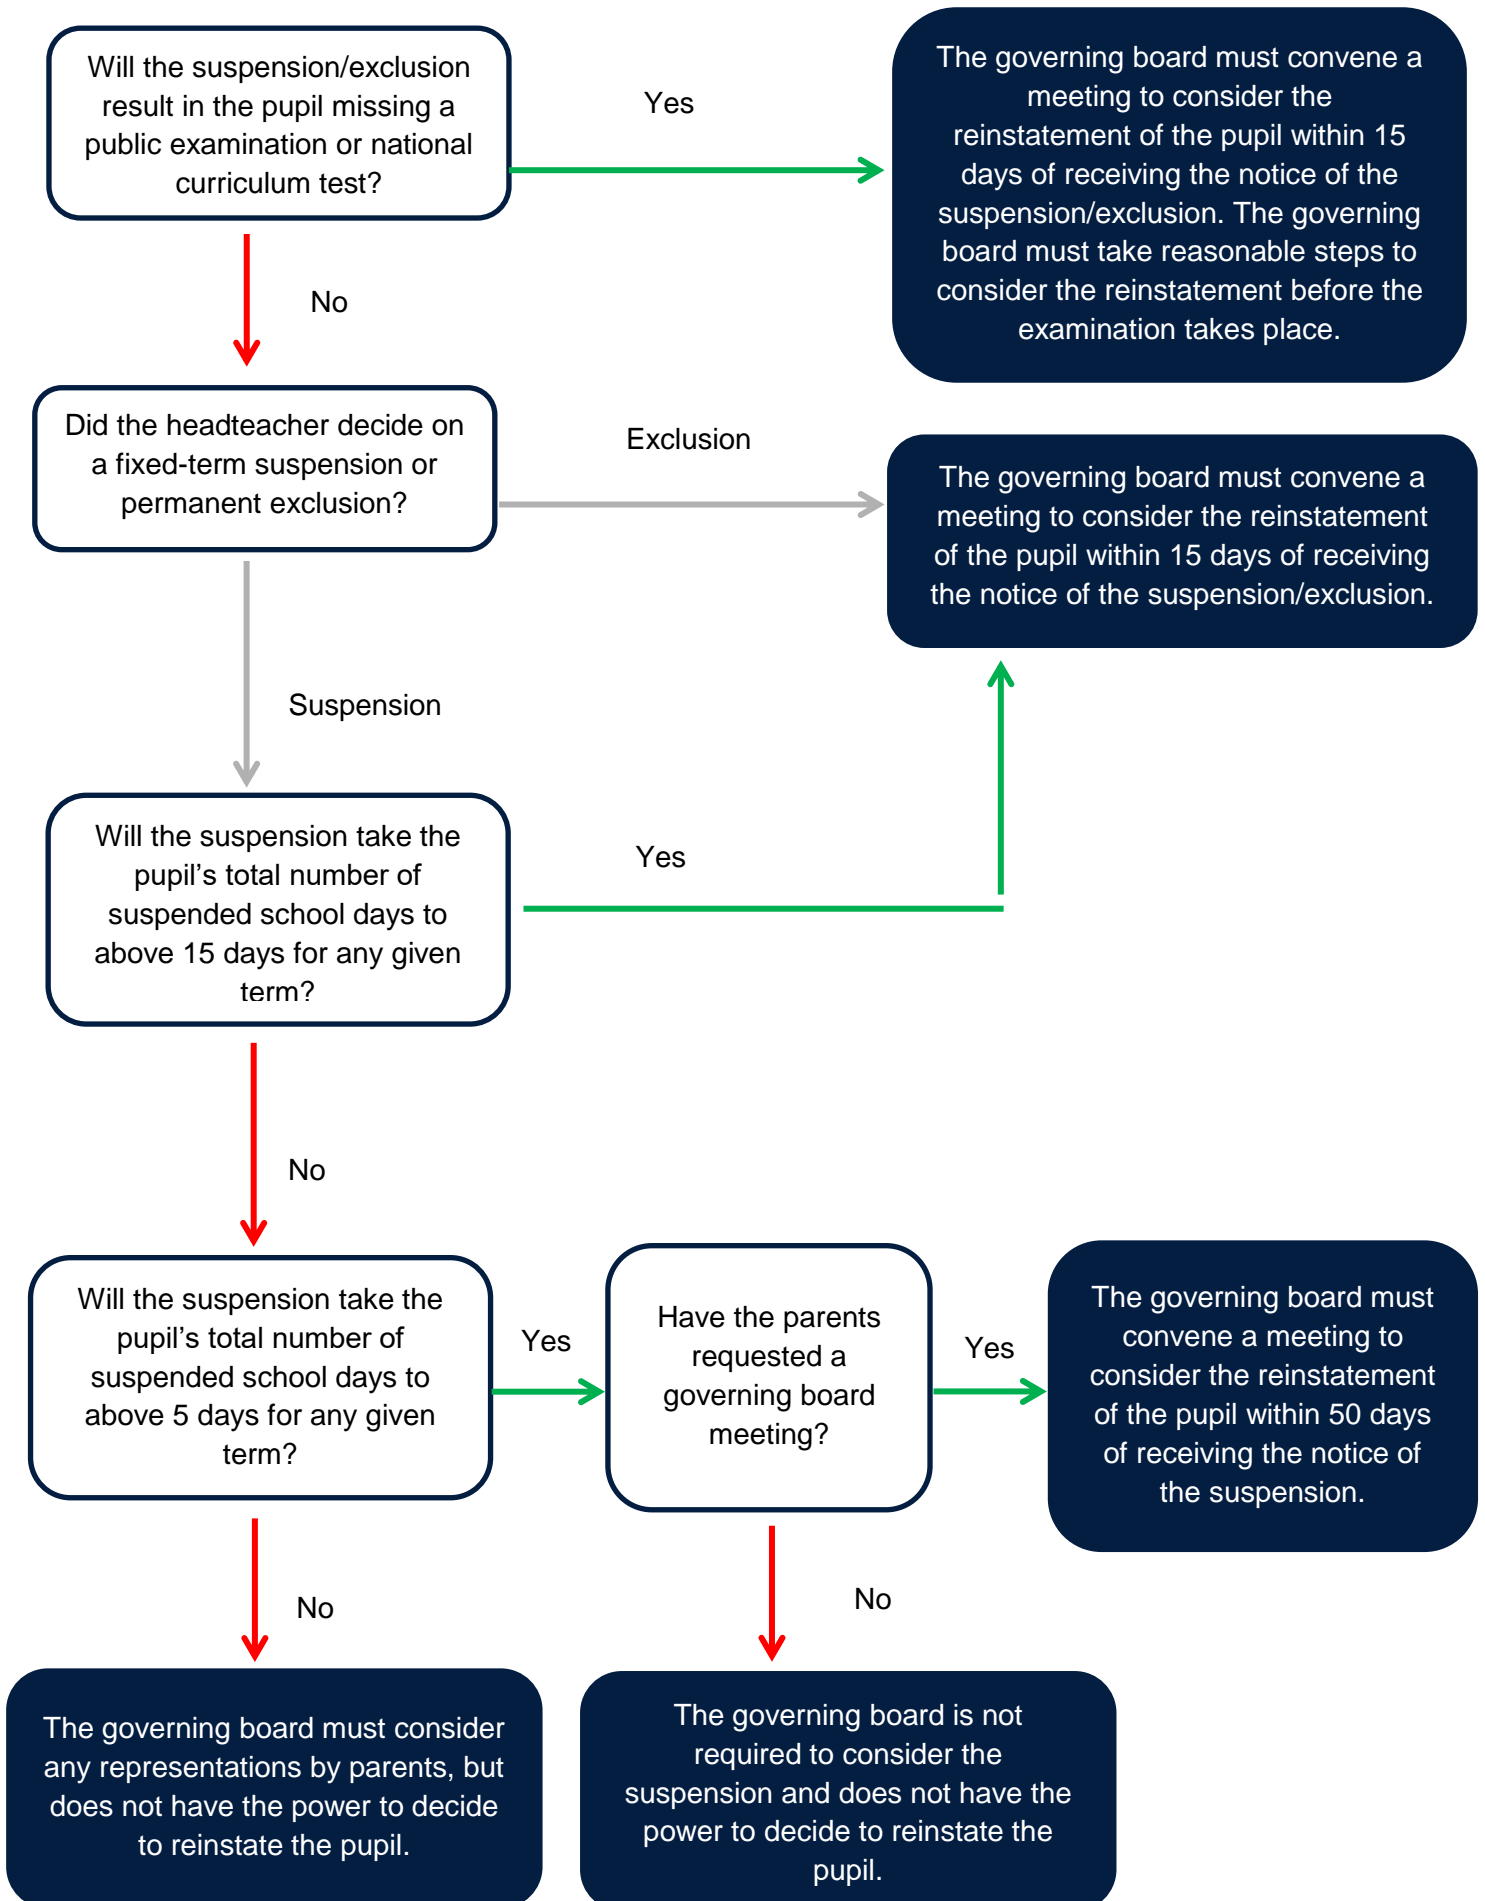 Will the suspension/exclusion
result in the pupil missing a
public examination or national
curriculum test?
Yes
The governing board must convene a
meeting to consider the
reinstatement of the pupil within 15
days of receiving the notice of the
suspension/exclusion. The governing
board must take reasonable steps to
consider the reinstatement before the
examination takes place.
No
Did the headteacher decide on
a fixed-term suspension or
permanent exclusion?
Exclusion
The governing board must convene a
meeting to consider the reinstatement
of the pupil within 15 days of receiving
the notice of the suspension/exclusion.
Suspension
Will the suspension take the
pupil’s total number of
suspended school days to
above 15 days for any given
term?
Yes
No
Will the suspension take the
pupil’s total number of
suspended school days to
above 5 days for any given
term?
Yes
Have the parents
requested a
governing board
meeting?
Yes
The governing board must
convene a meeting to
consider the reinstatement
of the pupil within 50 days
of receiving the notice of
the suspension.
No
No
The governing board must consider
any representations by parents, but
does not have the power to decide
to reinstate the pupil.
The governing board is not
required to consider the
suspension and does not have the
power to decide to reinstate the
pupil.